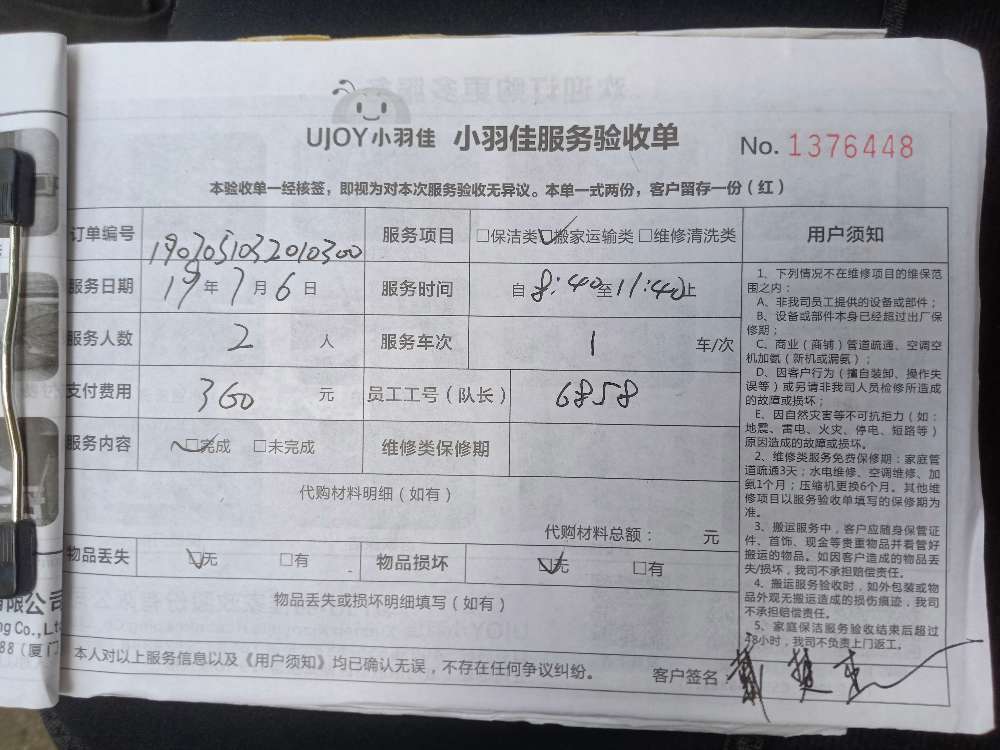 UJOY小羽佳 小羽佳服务验收单 No. 1376448
本验收单一经核签，即视为对本次服务验收无异议。本单一式两份，客户留存一份（红）
订单编号 1907051032010300 服务项目 □保洁类 □搬家运输类 □维修清洗类
服务日期 19年7月6日 服务时间 自8:40至11:40止
服务人数 2 人 服务车次 1 车/次
支付费用 360 元 员工工号（队长） 6858
服务内容 □完成 □未完成 维修类保修期
代购材料明细（如有）
代购材料总额： 元
物品丢失 □无 □有 物品损坏 □无 □有
物品丢失或损坏明细填写（如有）
本人对以上服务信息以及《用户须知》均已确认无误，不存在任何争议纠纷。
客户签名：
用户须知
1、下列情况不在维修项目的维保范
围之内：
A、非我司员工提供的设备或部件；
B、设备或部件本身已经超过出厂保
修期；
C、商业（商铺）管道疏通、空调空
机加氨（新机或漏氨）；
D、因客户行为（擅自装卸、操作失
误等）或另请非我司人员检修所造成
的故障或损坏；
E、因自然灾害等不可抗拒力（如：
地震、雷电、火灾、停电、短路等）
原因造成的故障或损坏。
2、维修类服务免费保修期：家庭管
道疏通3天；水电维修、空调维修、加
氨1个月；压缩机更换6个月。其他维
修项目以服务验收单填写的保修期为
准。
3、搬运服务中，客户应随身保管证
件、首饰、现金等贵重物品并看管好
搬运的物品。如因客户造成的物品丢
失/损坏，我司不承担赔偿责任。
4、搬运服务验收时，如外包装或物
品外观无搬运造成的损伤痕迹，我司
不承担赔偿责任。
5、家庭保洁服务验收结束后超过
48小时，我司不负责上门返工。
有限公司
ng Co.,Lt
88（厦门